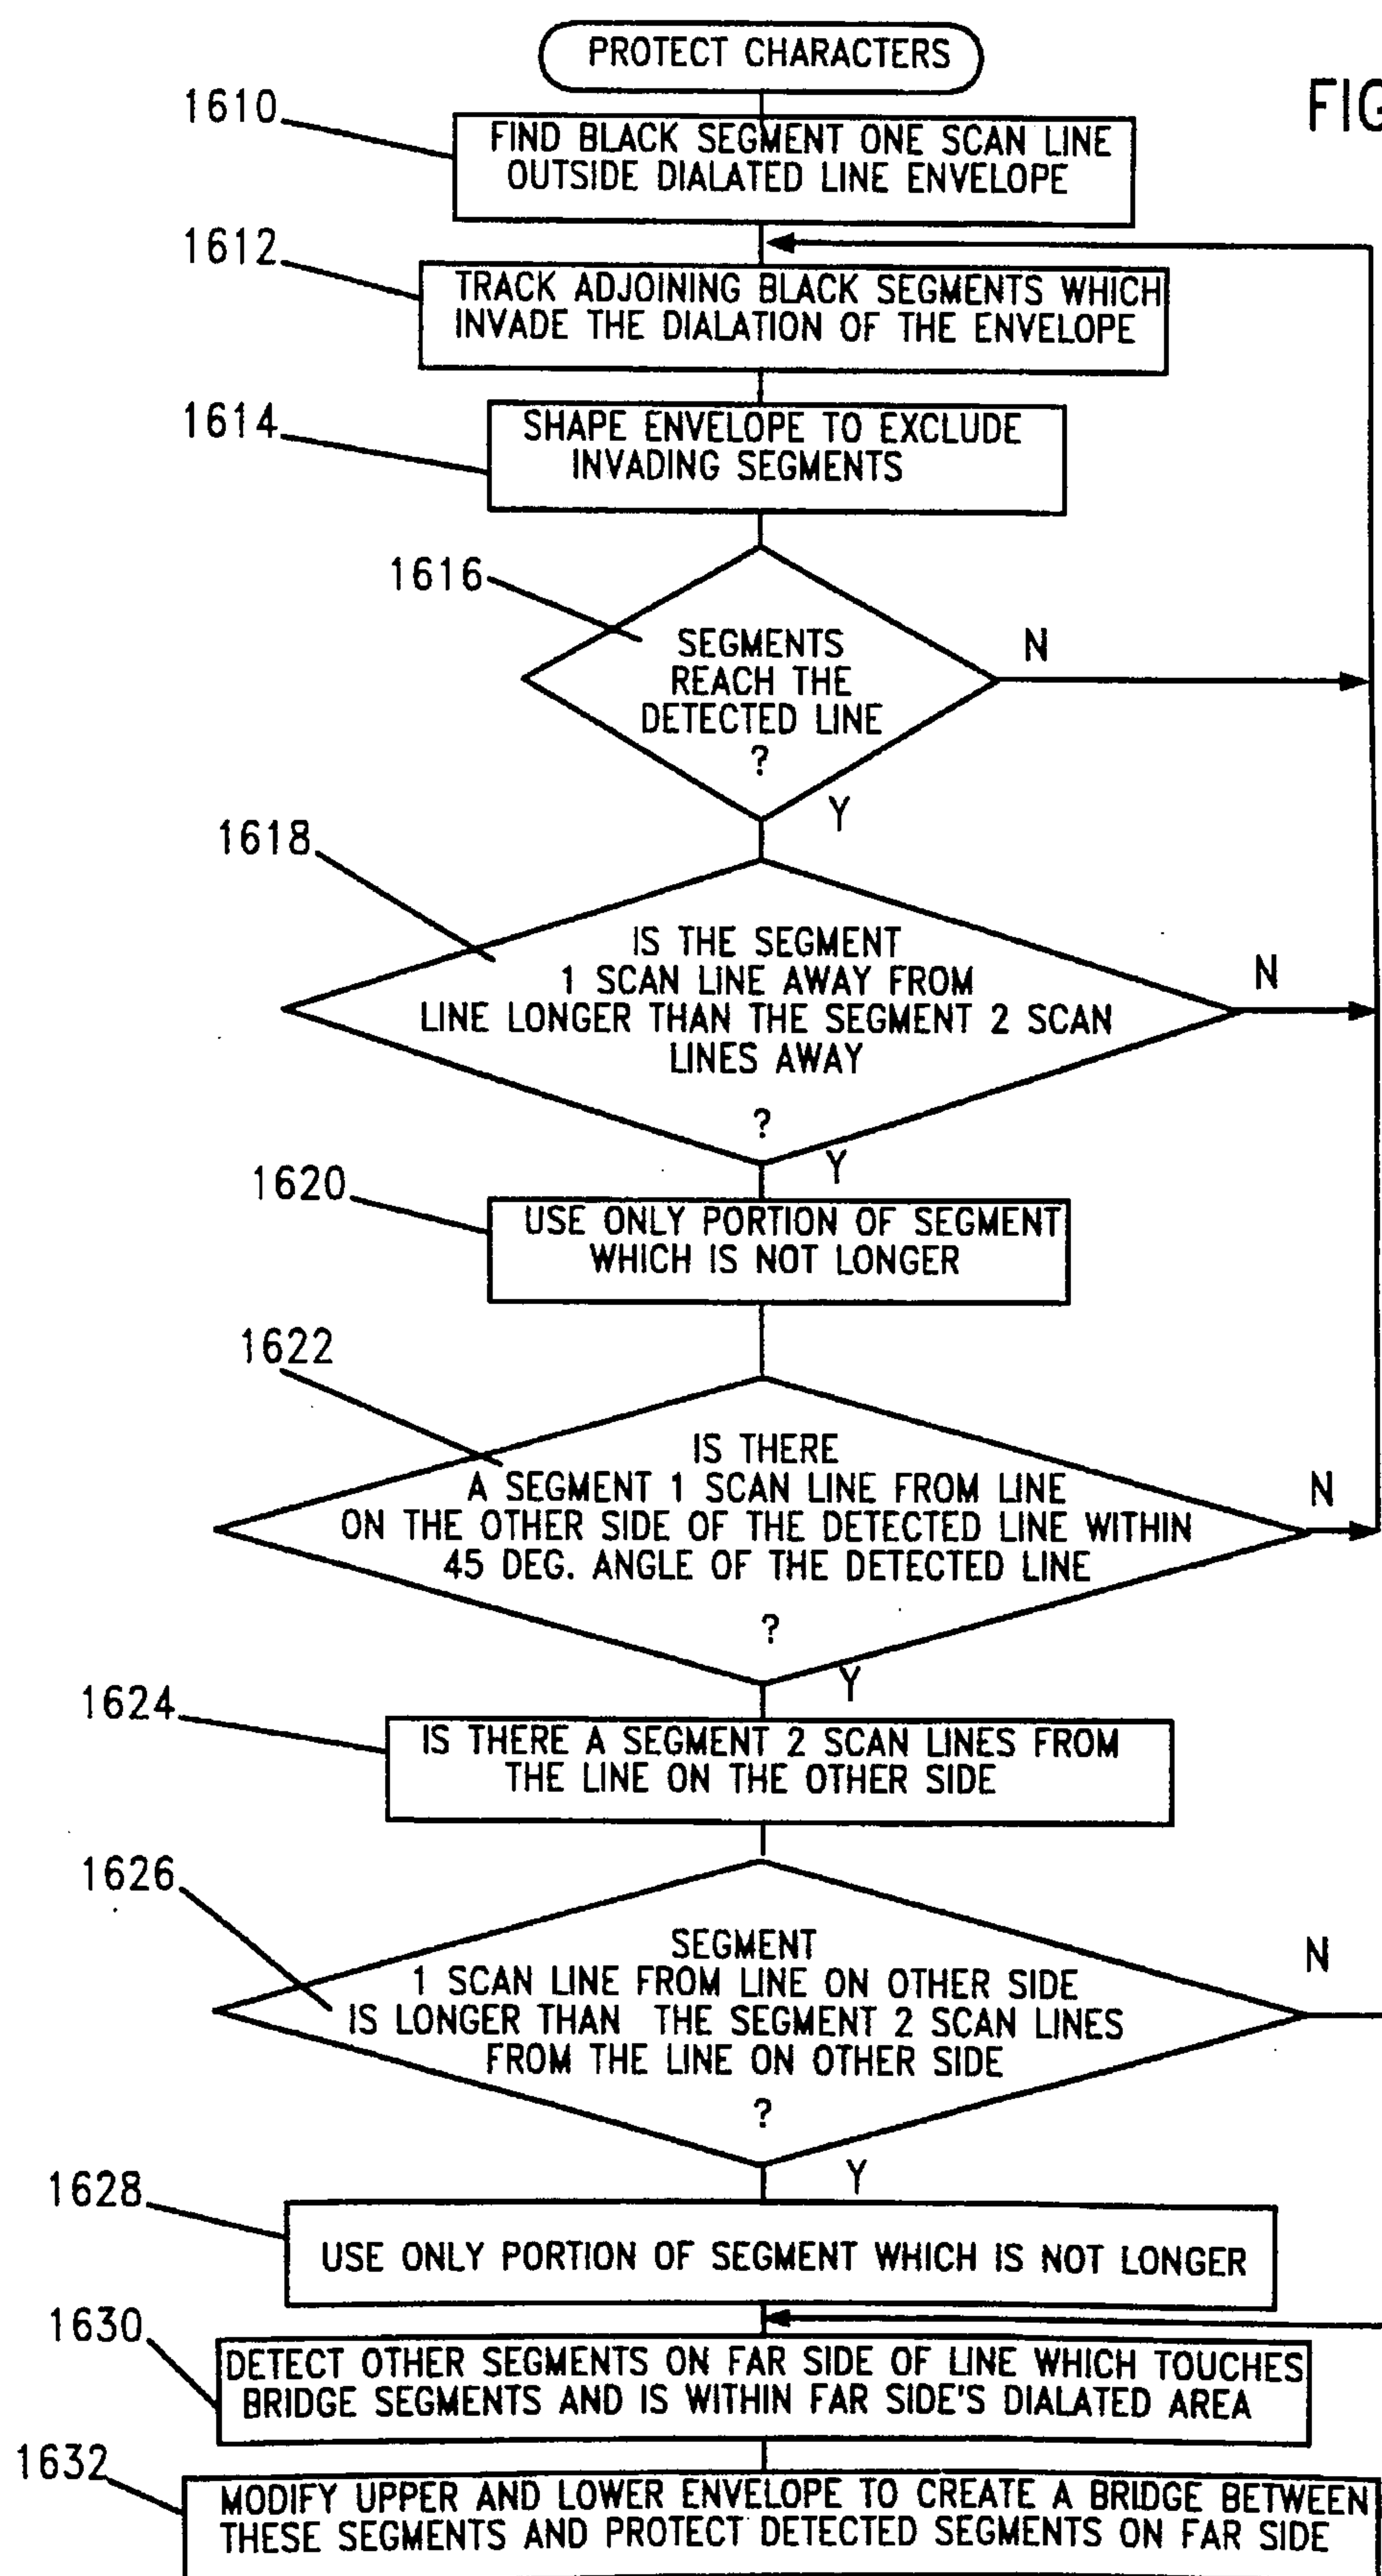 PROTECT CHARACTERS
FIG
1610
FIND BLACK SEGMENT ONE SCAN LINE
OUTSIDE DIALATED LINE ENVELOPE
1612
TRACK ADJOINING BLACK SEGMENTS WHICH
INVADE THE DIALATION OF THE ENVELOPE
1614
SHAPE ENVELOPE TO EXCLUDE
INVADING SEGMENTS
1616
SEGMENTS
REACH THE
DETECTED LINE
?
N
Y
1618
IS THE SEGMENT
1 SCAN LINE AWAY FROM
LINE LONGER THAN THE SEGMENT 2 SCAN
LINES AWAY
?
N
Y
1620
USE ONLY PORTION OF SEGMENT
WHICH IS NOT LONGER
1622
IS THERE
A SEGMENT 1 SCAN LINE FROM LINE
ON THE OTHER SIDE OF THE DETECTED LINE WITHIN
45 DEG. ANGLE OF THE DETECTED LINE
?
N
Y
1624
IS THERE A SEGMENT 2 SCAN LINES FROM
THE LINE ON THE OTHER SIDE
1626
SEGMENT
1 SCAN LINE FROM LINE ON OTHER SIDE
IS LONGER THAN THE SEGMENT 2 SCAN LINES
FROM THE LINE ON OTHER SIDE
?
N
Y
1628
USE ONLY PORTION OF SEGMENT WHICH IS NOT LONGER
1630
DETECT OTHER SEGMENTS ON FAR SIDE OF LINE WHICH TOUCHES
BRIDGE SEGMENTS AND IS WITHIN FAR SIDE'S DIALATED AREA
1632
MODIFY UPPER AND LOWER ENVELOPE TO CREATE A BRIDGE BETWEEN
THESE SEGMENTS AND PROTECT DETECTED SEGMENTS ON FAR SIDE